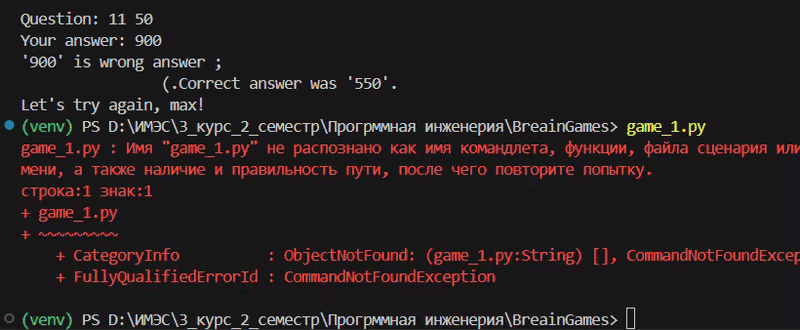 Question: 11 50
Your answer: 900
'900' is wrong answer ;
(.Correct answer was '550'.
Let's try again, max!
(venv) PS D:\ИМЭС\3_курс_2_семестр\Прогрммная инженерия\BreainGames> game_1.py
game_1.py : Имя "game_1.py" не распознано как имя командлета, функции, файла сценария или
мени, а также наличие и правильность пути, после чего повторите попытку.
строка:1 знак:1
+ game_1.py
+ ~~~~~~~~~
+ CategoryInfo : ObjectNotFound: (game_1.py:String) [], CommandNotFoundExcep
+ FullyQualifiedErrorId : CommandNotFoundException
(venv) PS D:\ИМЭС\3_курс_2_семестр\Прогрммная инженерия\BreainGames>